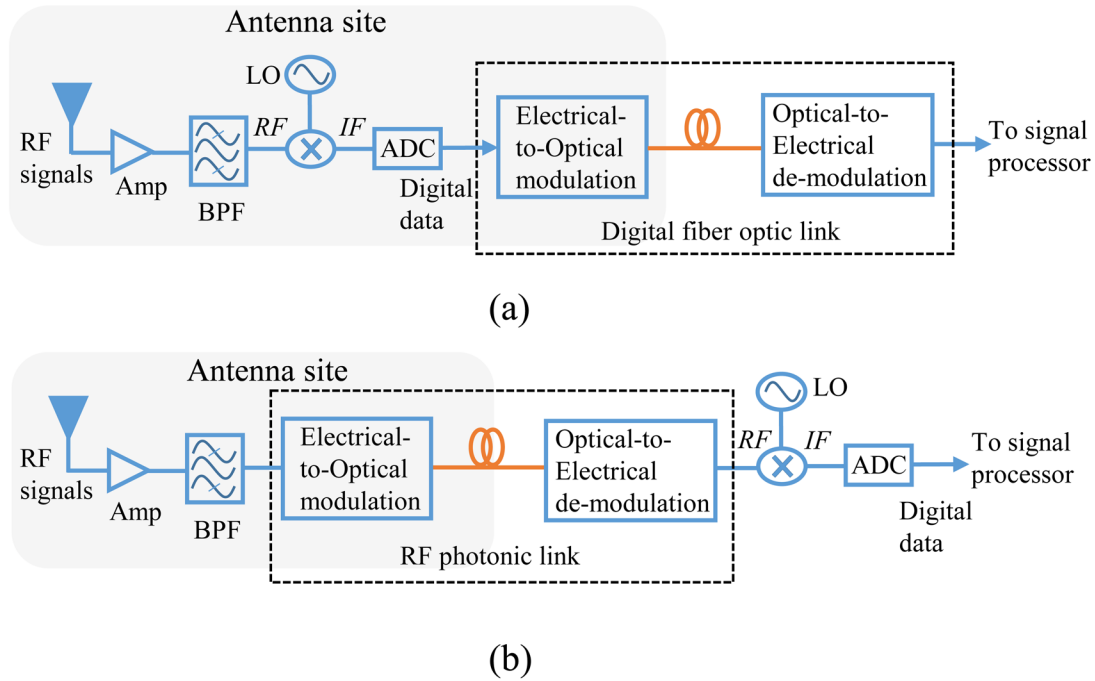 Antenna site
LO
RF
signals
Amp
BPF
RF
IF
ADC
Digital
data
Electrical-
to-Optical
modulation
Optical-to-
Electrical
de-modulation
Digital fiber optic link
To signal
processor
(a)
Antenna site
RF
signals
Amp
BPF
Electrical-
to-Optical
modulation
Optical-to-
Electrical
de-modulation
RF photonic link
LO
RF
IF
ADC
Digital
data
To signal
processor
(b)